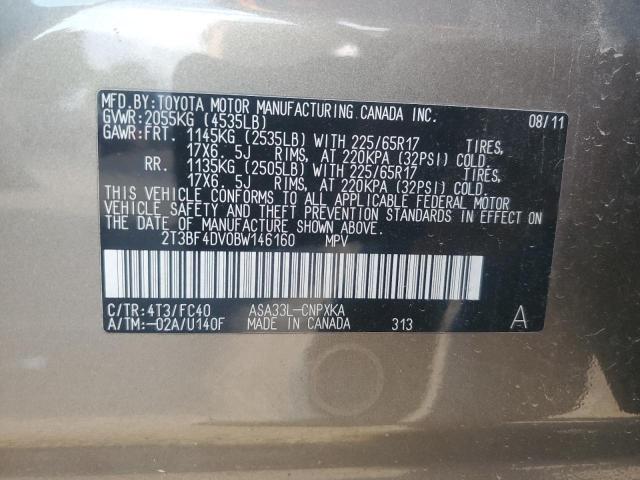 MFD.BY:TOYOTA MOTOR MANUFACTURING CANADA INC.
GVWR:2055KG (4535LB) 08/11
GAWR:FRT. 1145KG (2535LB) WITH 225/65R17 TIRES,
17X6. 5J RIMS, AT 220KPA (32PSI) COLD.
RR. 1135KG (2505LB) WITH 225/65R17 TIRES,
17X6. 5J RIMS, AT 220KPA (32PSI) COLD.
THIS VEHICLE CONFORMS TO ALL APPLICABLE FEDERAL MOTOR
VEHICLE SAFETY AND THEFT PREVENTION STANDARDS IN EFFECT ON
THE DATE OF MANUFACTURE SHOWN ABOVE.
2T3BF4DV0BW146160 MPV
C/TR:4T3/FC40 ASA33L-CNPXKA
A/TM:-02A/U140F MADE IN CANADA 313 A